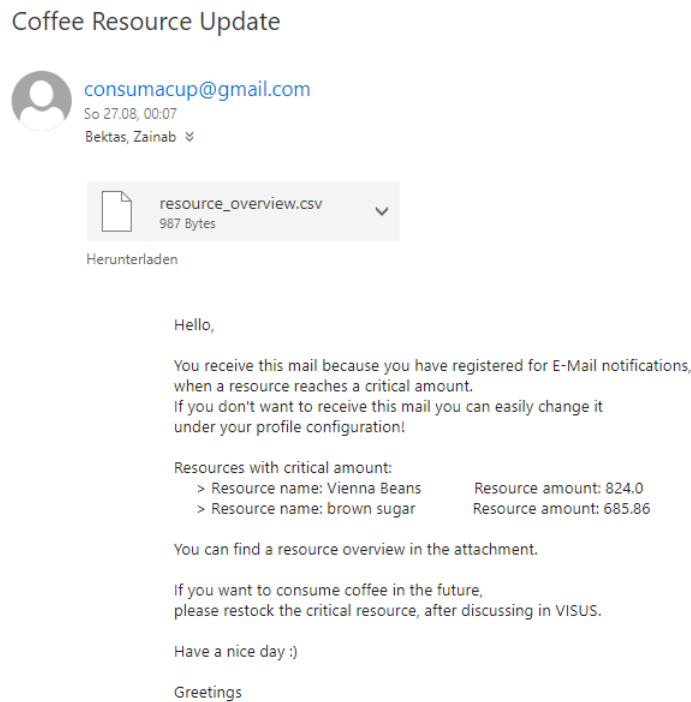 Coffee Resource Update
consumacup@gmail.com
So 27.08, 00:07
Bektas, Zainab
resource_overview.csv
987 Bytes
Herunterladen
Hello,
You receive this mail because you have registered for E-Mail notifications,
when a resource reaches a critical amount.
If you don't want to receive this mail you can easily change it
under your profile configuration!
Resources with critical amount:
> Resource name: Vienna Beans Resource amount: 824.0
> Resource name: brown sugar Resource amount: 685.86
You can find a resource overview in the attachment.
If you want to consume coffee in the future,
please restock the critical resource, after discussing in VISUS.
Have a nice day :)
Greetings